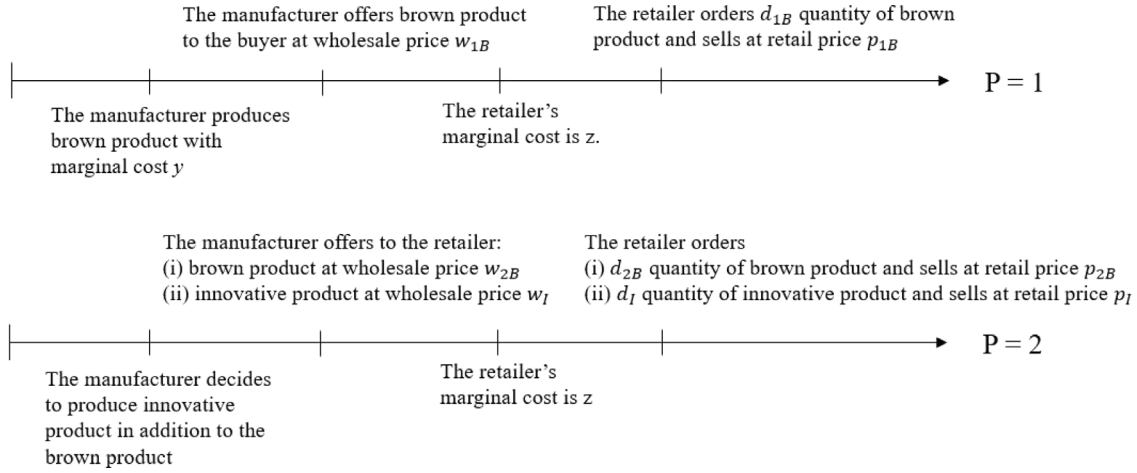 The manufacturer offers brown product
to the buyer at wholesale price w₁B
The retailer orders d₁B quantity of brown
product and sells at retail price p₁B
P = 1
The manufacturer produces
brown product with
marginal cost y
The retailer’s
marginal cost is z.
The manufacturer offers to the retailer:
(i) brown product at wholesale price w₂B
(ii) innovative product at wholesale price wI
The retailer orders
(i) d₂B quantity of brown product and sells at retail price p₂B
(ii) dI quantity of innovative product and sells at retail price pI
P = 2
The manufacturer decides
to produce innovative
product in addition to the
brown product
The retailer’s
marginal cost is z